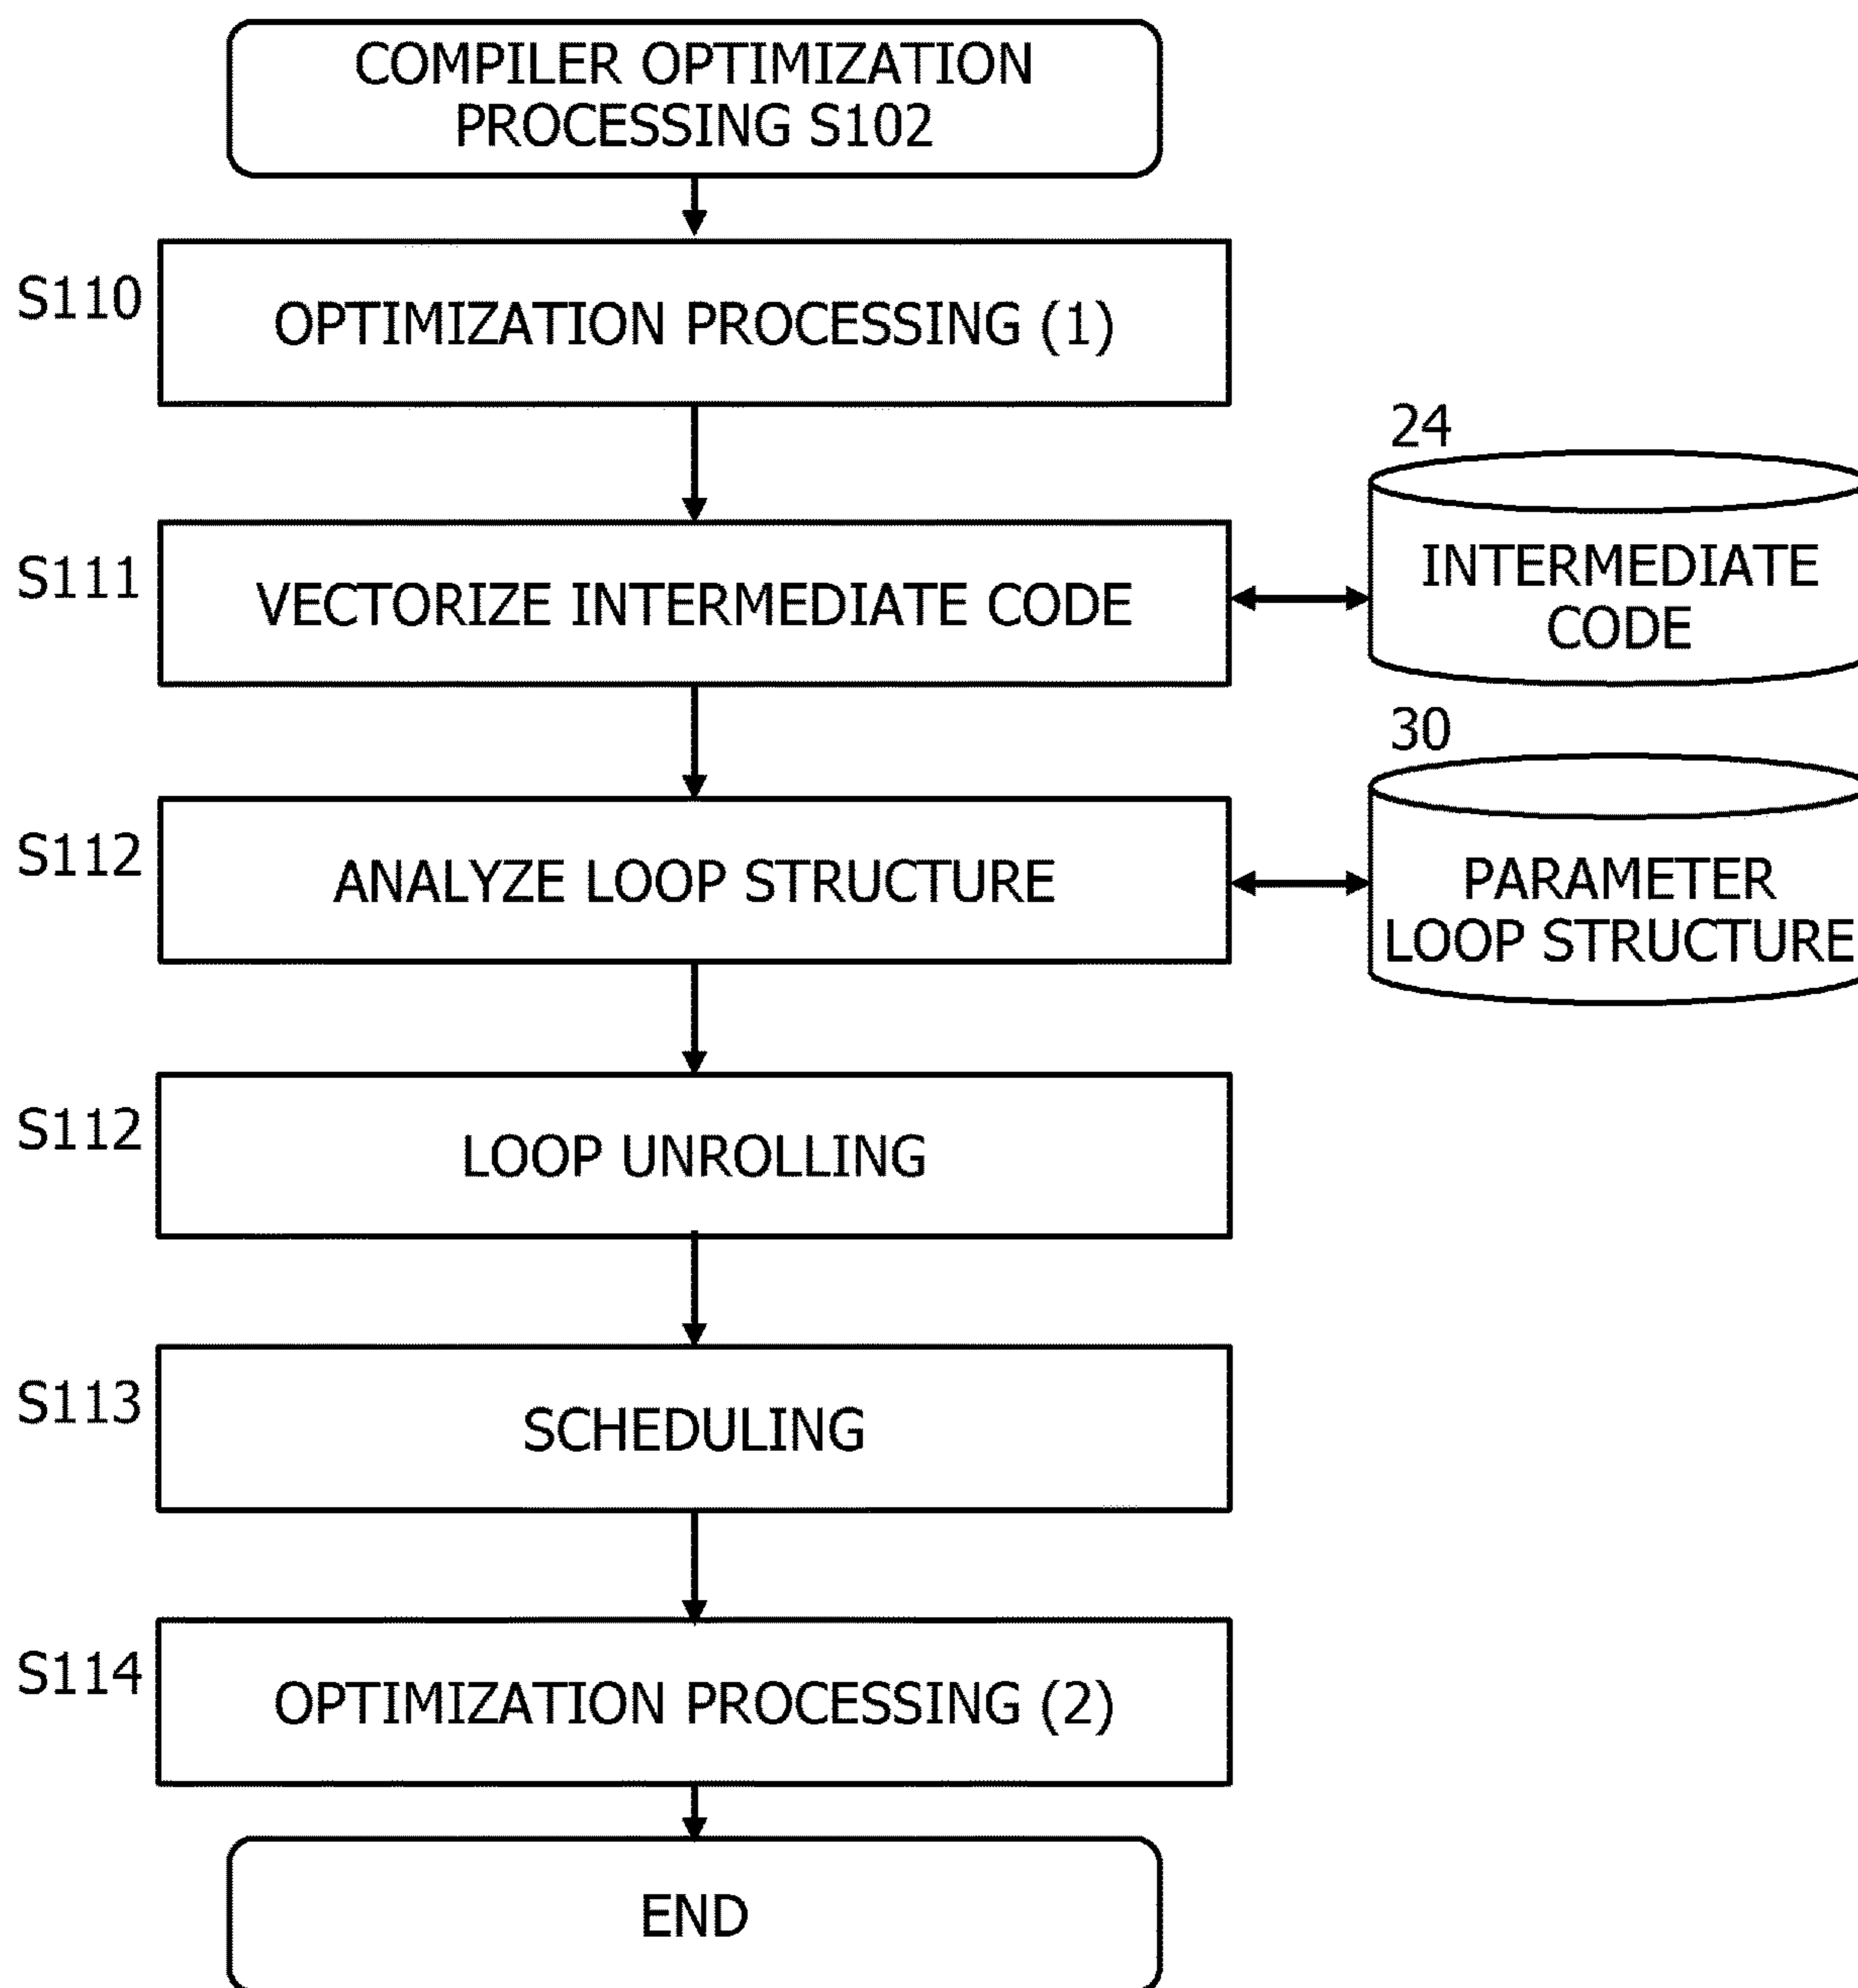 COMPILER OPTIMIZATION
PROCESSING S102
S110
OPTIMIZATION PROCESSING (1)
24
S111
VECTORIZE INTERMEDIATE CODE
INTERMEDIATE
CODE
30
S112
ANALYZE LOOP STRUCTURE
PARAMETER
LOOP STRUCTURE
S112
LOOP UNROLLING
S113
SCHEDULING
S114
OPTIMIZATION PROCESSING (2)
END